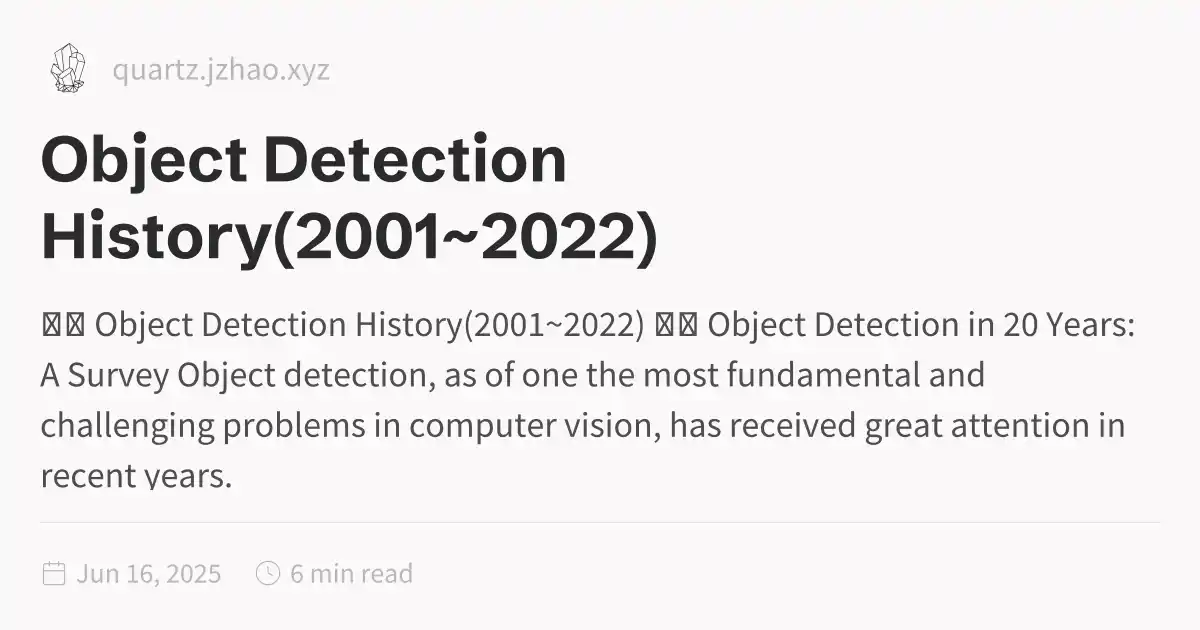 quartz.jzhao.xyz
Object Detection
History(2001~2022)
Object Detection History(2001~2022) Object Detection in 20 Years:
A Survey Object detection, as of one the most fundamental and
challenging problems in computer vision, has received great attention in
recent years.
Jun 16, 2025 6 min read